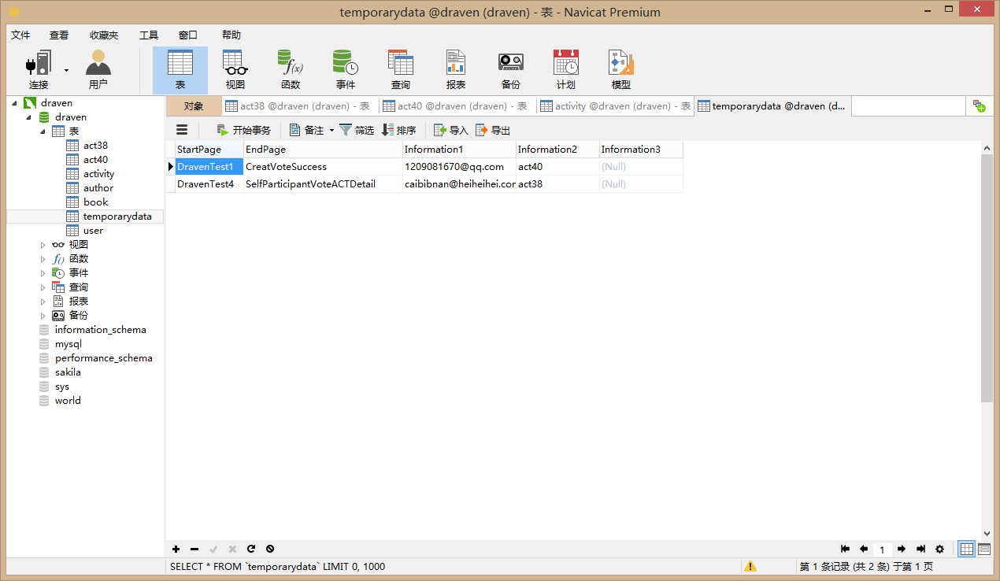 temporarydata @draven (draven) - 表 - Navicat Premium
文件 查看 收藏夹 工具 窗口 帮助
连接 用户 表 视图 函数 事件 查询 报表 备份 计划 模型
对象 act38 @draven (draven) - 表 act40 @draven (draven) - 表 activity @draven (draven) - 表 temporarydata @draven (d...
开始事务 备注 筛选 排序 导入 导出
draven
draven
表
act38
act40
activity
author
book
temporarydata
user
视图
函数
事件
查询
报表
备份
information_schema
mysql
performance_schema
sakila
sys
world
StartPage EndPage Information1 Information2 Information3
DravenTest1 CreatVoteSuccess 1209081670@qq.com act40 (Null)
DravenTest4 SelfParticipantVoteACTDetail caibibnan@heiheihei.cor act38 (Null)
1
SELECT * FROM `temporarydata` LIMIT 0, 1000
第 1 条记录 (共 2 条) 于第 1 页